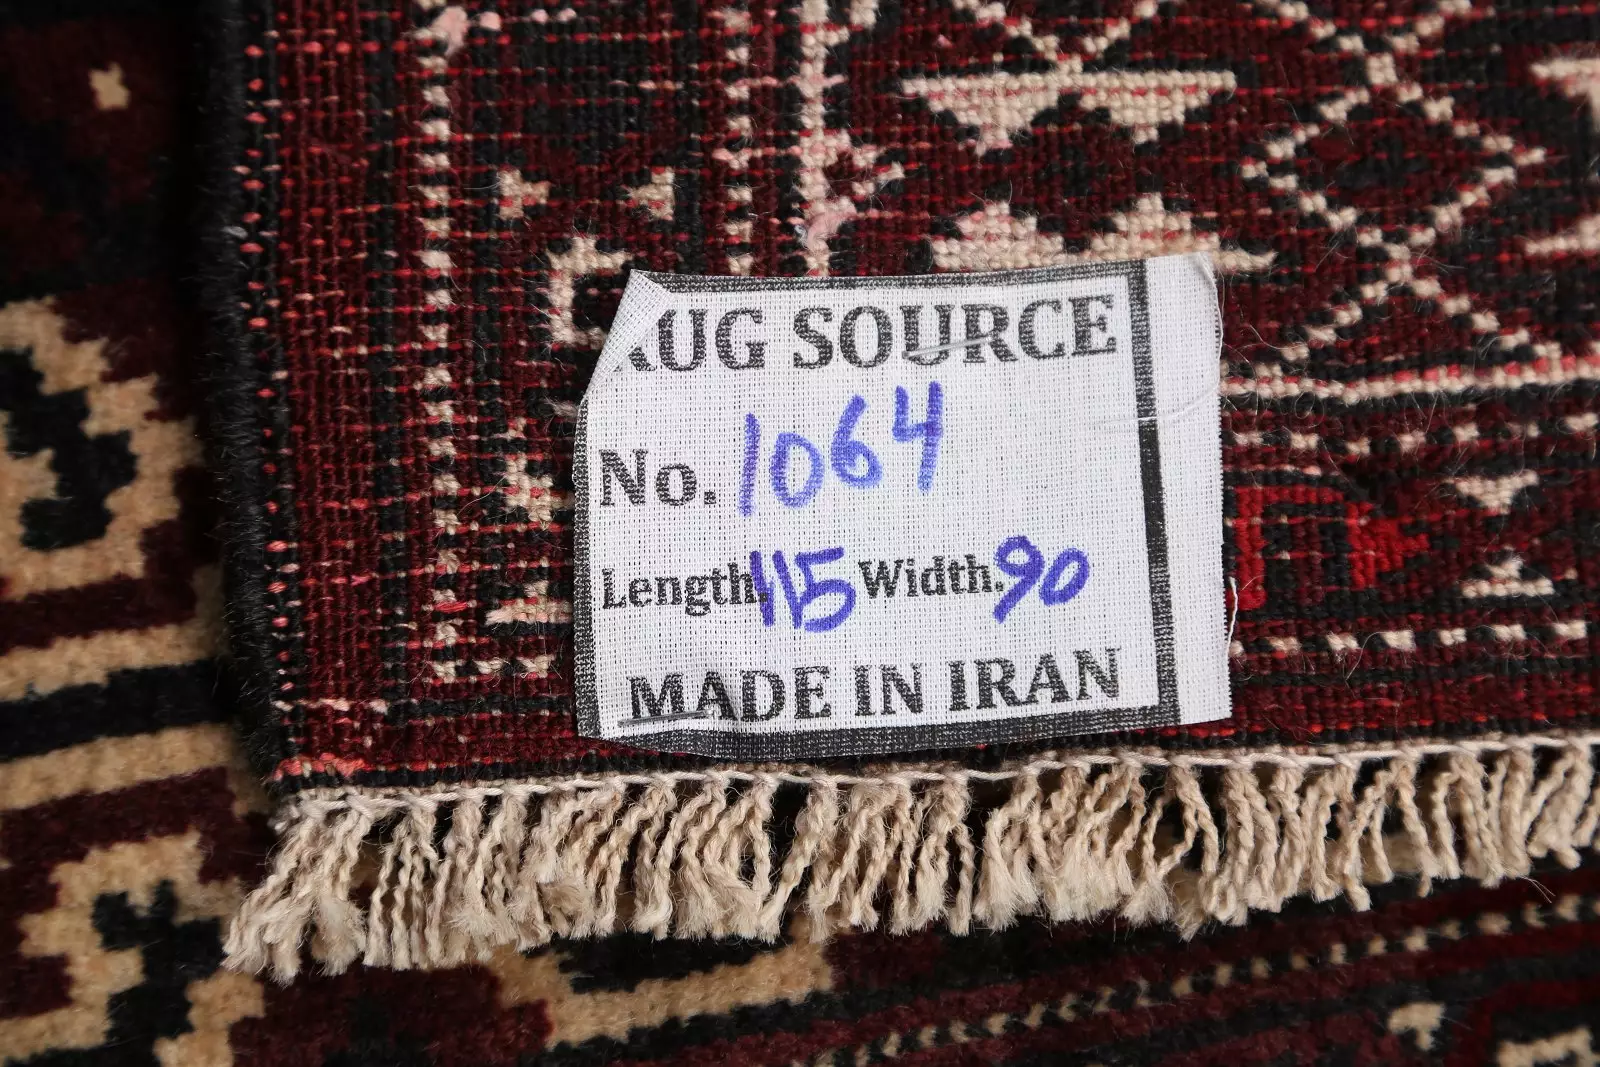 RUG SOURCE
No. 1064
Length. 115 Width. 90
MADE IN IRAN